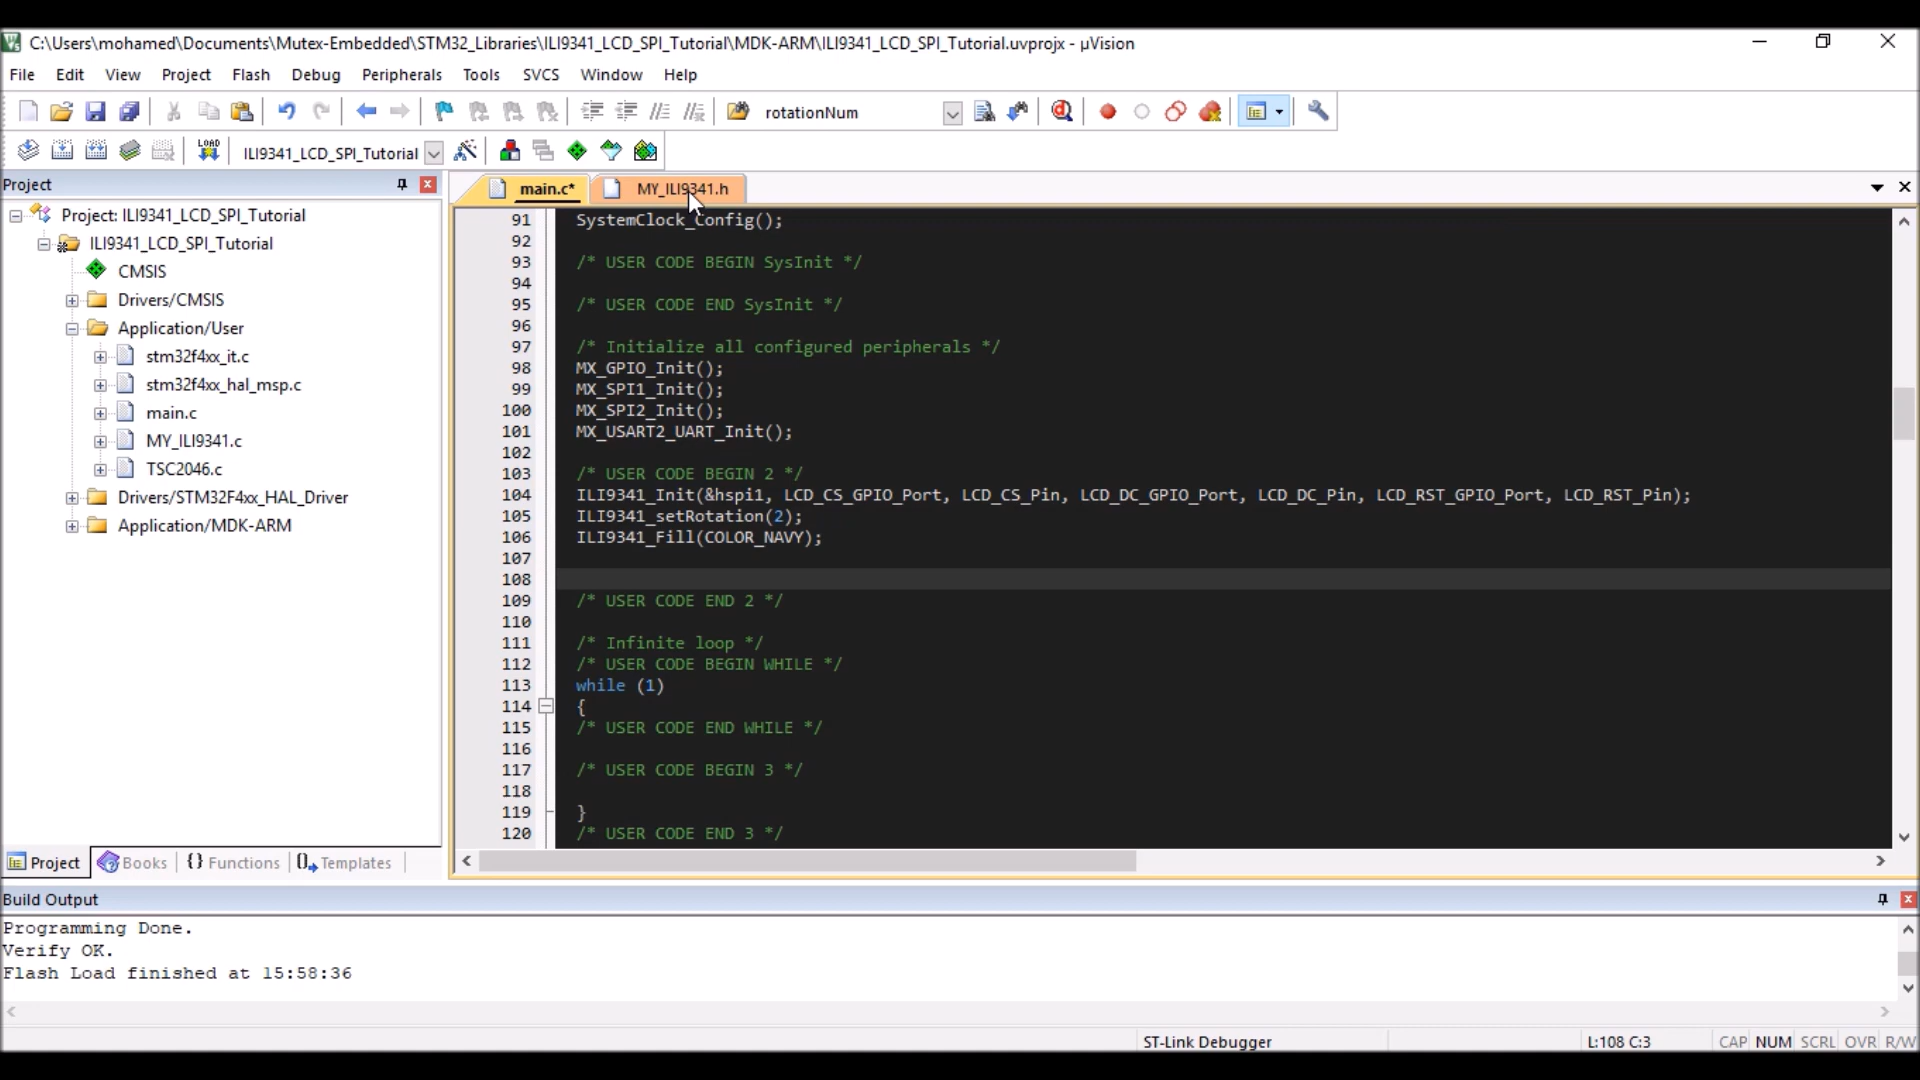 C:\Users\mohamed\Documents\Mutex-Embedded\STM32_Libraries\ILI9341_LCD_SPI_Tutorial\MDK-ARM\ILI9341_LCD_SPI_Tutorial.uvprojx - µVision
File Edit View Project Flash Debug Peripherals Tools SVCS Window Help
rotationNum
LOAD ILI9341_LCD_SPI_Tutorial
Project
main.c* MY_ILI9341.h
Project: ILI9341_LCD_SPI_Tutorial
ILI9341_LCD_SPI_Tutorial
CMSIS
Drivers/CMSIS
Application/User
stm32f4xx_it.c
stm32f4xx_hal_msp.c
main.c
MY_ILI9341.c
TSC2046.c
Drivers/STM32F4xx_HAL_Driver
Application/MDK-ARM
91 SystemClock_Config();
92
93 /* USER CODE BEGIN SysInit */
94
95 /* USER CODE END SysInit */
96
97 /* Initialize all configured peripherals */
98 MX_GPIO_Init();
99 MX_SPI1_Init();
100 MX_SPI2_Init();
101 MX_USART2_UART_Init();
102
103 /* USER CODE BEGIN 2 */
104 ILI9341_Init(&hspi1, LCD_CS_GPIO_Port, LCD_CS_Pin, LCD_DC_GPIO_Port, LCD_DC_Pin, LCD_RST_GPIO_Port, LCD_RST_Pin);
105 ILI9341_setRotation(2);
106 ILI9341_Fill(COLOR_NAVY);
107
108
109 /* USER CODE END 2 */
110
111 /* Infinite loop */
112 /* USER CODE BEGIN WHILE */
113 while (1)
114 {
115 /* USER CODE END WHILE */
116
117 /* USER CODE BEGIN 3 */
118
119 }
120 /* USER CODE END 3 */
Project Books {} Functions Templates
Build Output
Programming Done.
Verify OK.
Flash Load finished at 15:58:36
ST-Link Debugger L:108 C:3 CAP NUM SCRL OVR R/W